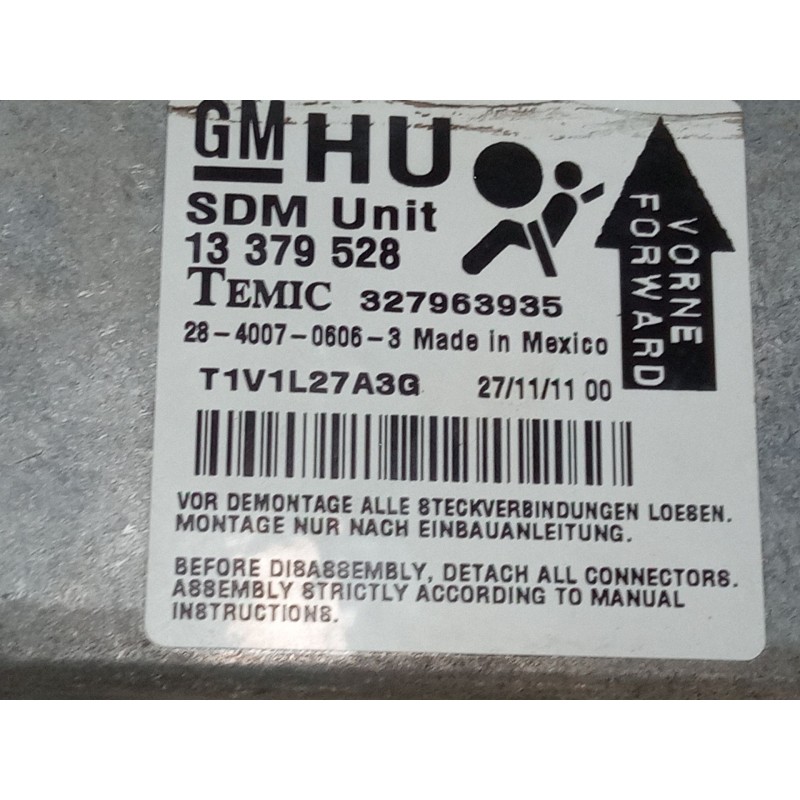 GM HU
SDM Unit
13 379 528
TEMIC 327963935
28-4007-0606-3 Made in Mexico
T1V1L27A3G 27/11/11 00
VORNE
FORWARD
VOR DEMONTAGE ALLE STECKVERBINDUNGEN LOESEN.
MONTAGE NUR NACH EINBAUANLEITUNG.
BEFORE DISASSEMBLY, DETACH ALL CONNECTORS.
ASSEMBLY STRICTLY ACCORDING TO MANUAL
INSTRUCTIONS.